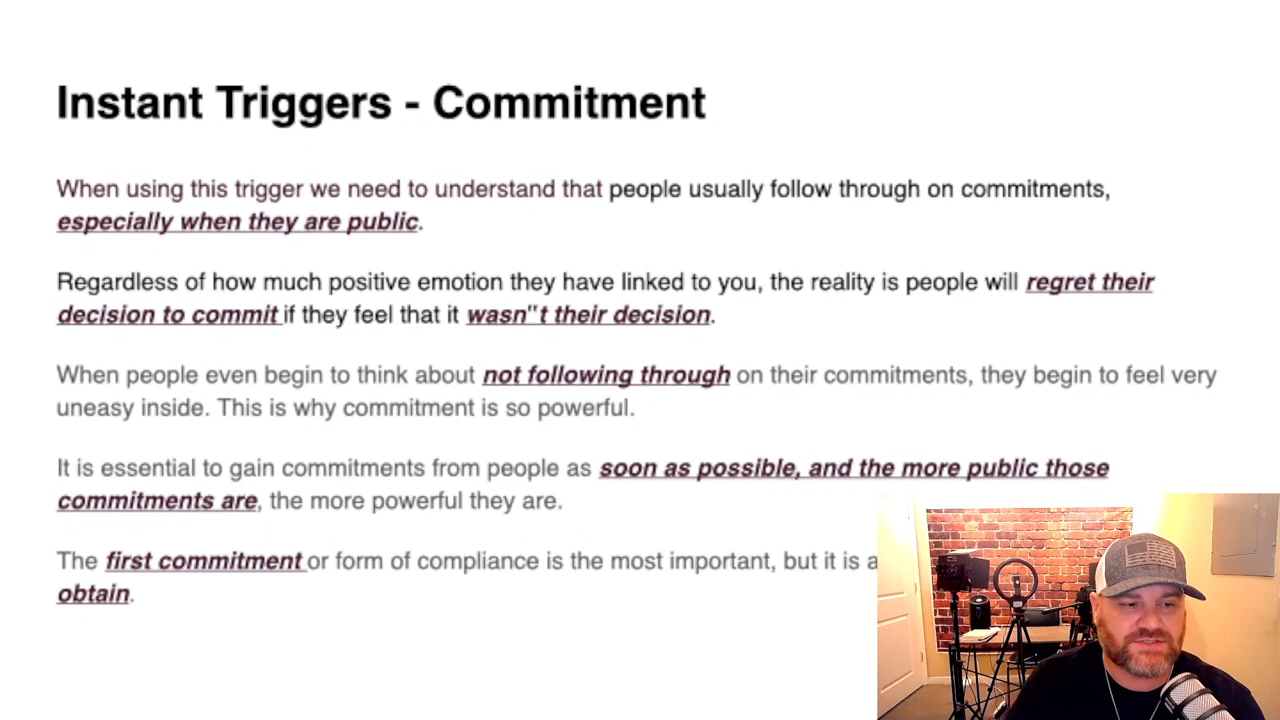 Instant Triggers - Commitment
When using this trigger we need to understand that people usually follow through on commitments,
especially when they are public.
Regardless of how much positive emotion they have linked to you, the reality is people will regret their
decision to commit if they feel that it wasn"t their decision.
When people even begin to think about not following through on their commitments, they begin to feel very
uneasy inside. This is why commitment is so powerful.
It is essential to gain commitments from people as soon as possible, and the more public those
commitments are, the more powerful they are.
The first commitment or form of compliance is the most important, but it is a
obtain.